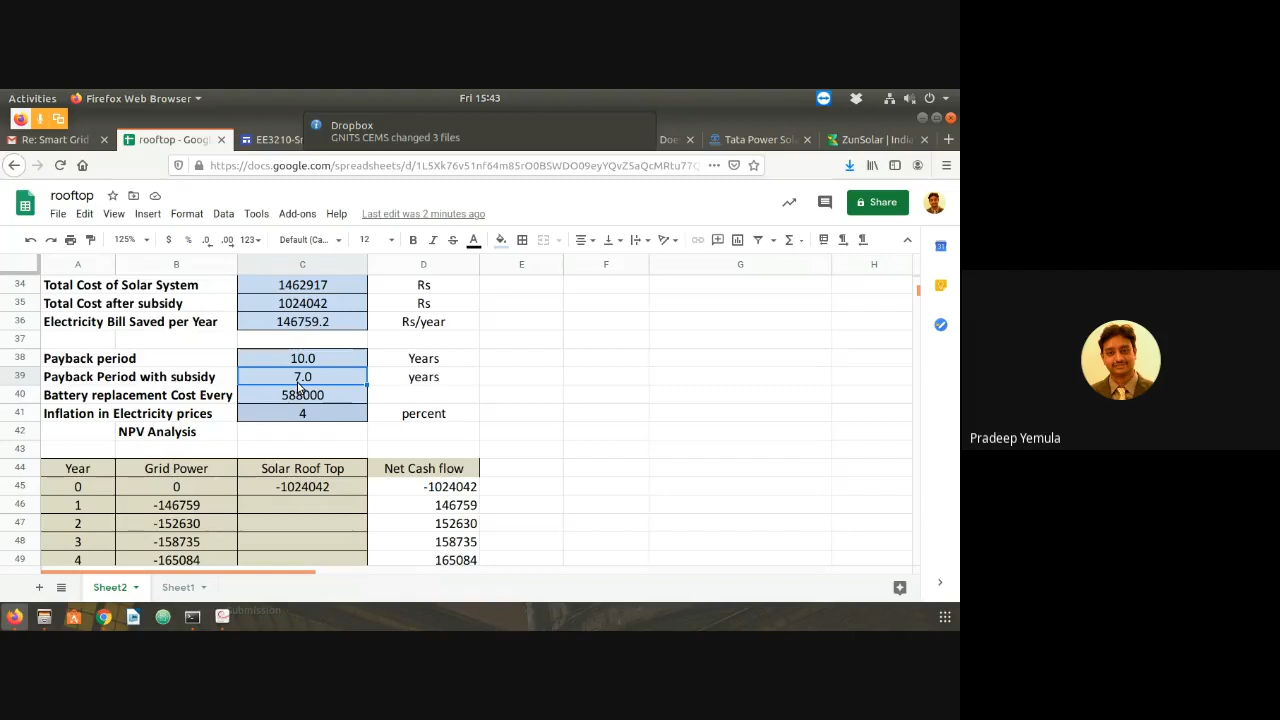 Activities Firefox Web Browser Fri 15:43
Dropbox
GNITS CEMS changed 3 files
Re: Smart Grid rooftop - Goog EE3210-Sm Doe Tata Power Sol ZunSolar | India
https://docs.google.com/spreadsheets/d/
rooftop
File Edit View Insert Format Data Tools Add-ons Help Last edit was 2 minutes ago
Share
125% $ % .0 .00 123 Default (Ca... 12 B I S A
A B C D E F G H
34 Total Cost of Solar System 1462917 Rs
35 Total Cost after subsidy 1024042 Rs
36 Electricity Bill Saved per Year 146759.2 Rs/year
37
38 Payback period 10.0 Years
39 Payback Period with subsidy 7.0 years
40 Battery replacement Cost Every 588000
41 Inflation in Electricity prices 4 percent
42 NPV Analysis
43
44 Year Grid Power Solar Roof Top Net Cash flow
45 0 0 -1024042 -1024042
46 1 -146759 146759
47 2 -152630 152630
48 3 -158735 158735
49 4 -165084 165084
Sheet2 Sheet1
Submission
Pradeep Yemula